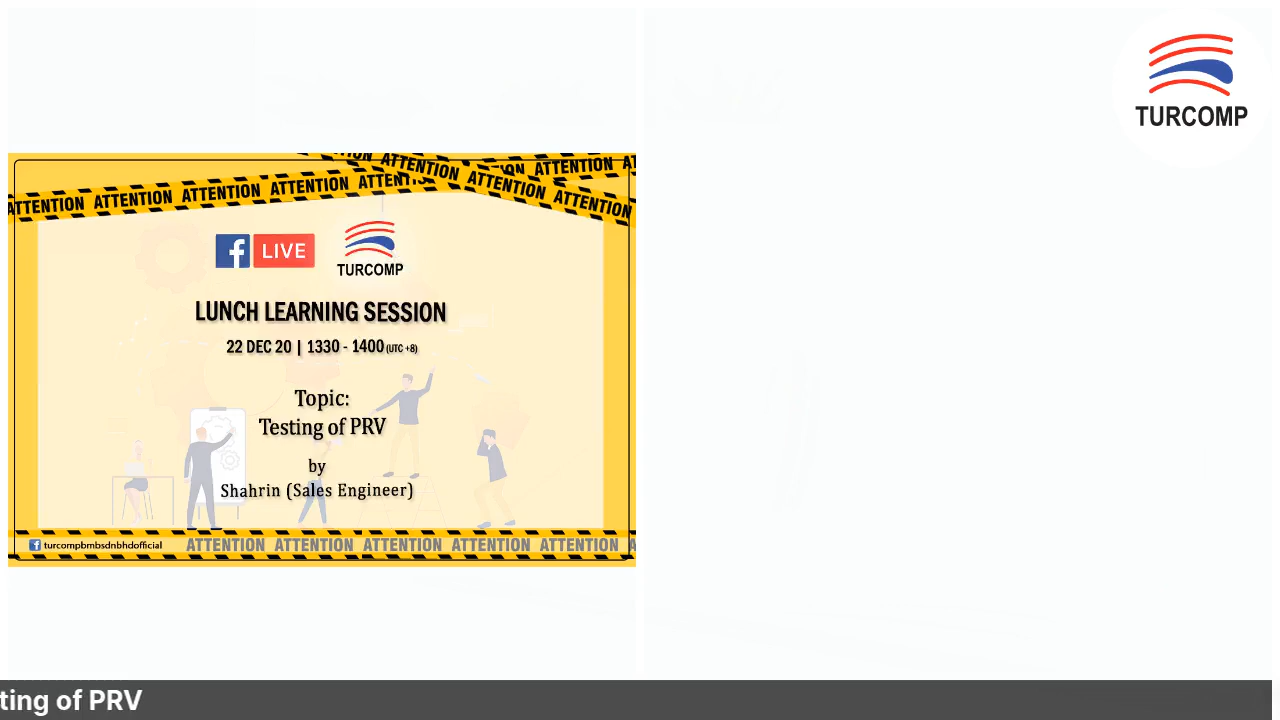 TURCOMP
ATTENTION ATTENTION ATTENTION ATTENTION
ATTENTION ATTENTION ATTENTION
ATTENTION
LIVE
TURCOMP
LUNCH LEARNING SESSION
22 DEC 20 | 1330 - 1400 (UTC +8)
Topic:
Testing of PRV
by
Shahrin (Sales Engineer)
turcompbmbsdnbhdofficial
ATTENTION ATTENTION ATTENTION ATTENTION ATTENTION
ting of PRV